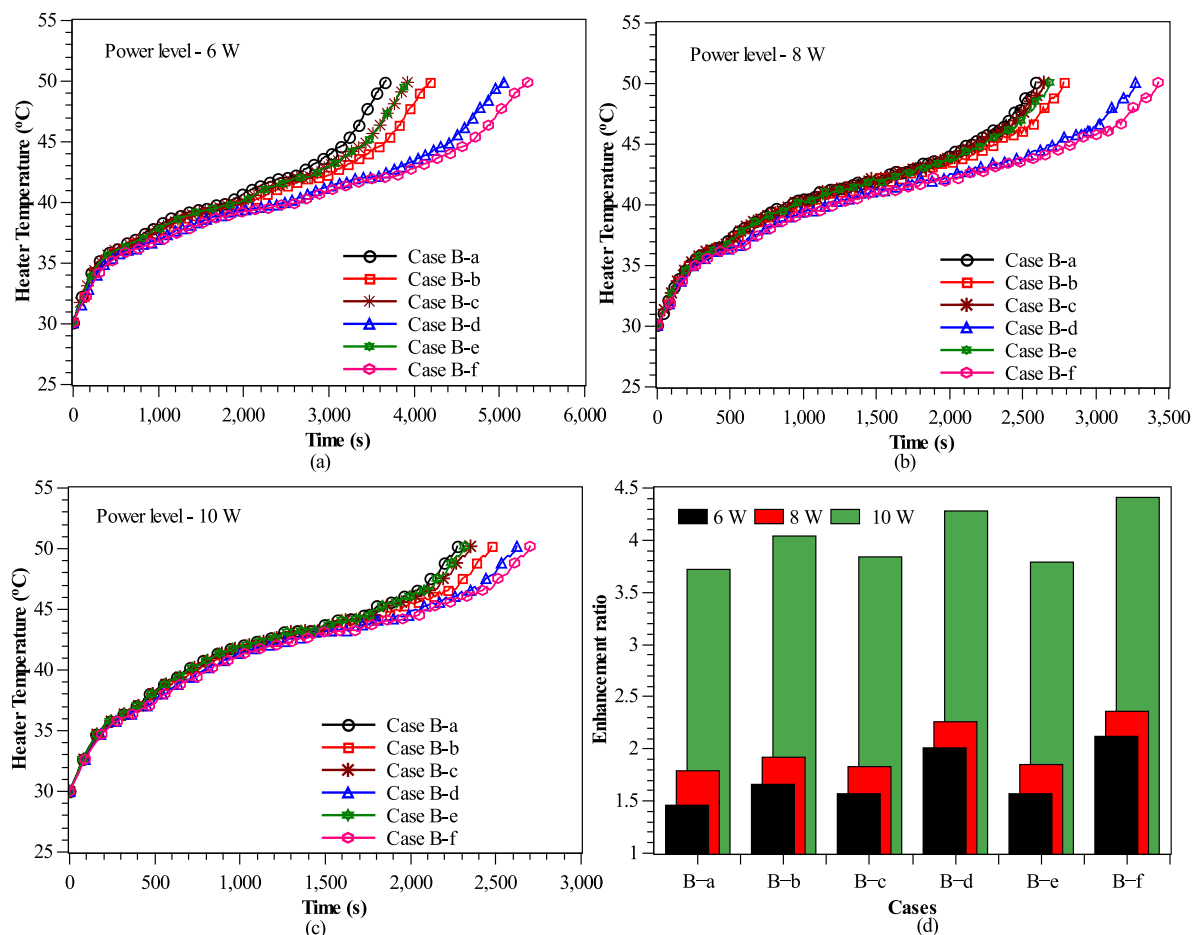 55
50
45
40
35
30
25
Heater Temperature (ºC)
Power level - 6 W
Case B-a
Case B-b
Case B-c
Case B-d
Case B-e
Case B-f
0 1,000 2,000 3,000 4,000 5,000 6,000
Time (s)
(a)
55
50
45
40
35
30
25
Heater Temperature (ºC)
Power level - 8 W
Case B-a
Case B-b
Case B-c
Case B-d
Case B-e
Case B-f
0 500 1,000 1,500 2,000 2,500 3,000 3,500
Time (s)
(b)
55
50
45
40
35
30
25
Heater Temperature (ºC)
Power level - 10 W
Case B-a
Case B-b
Case B-c
Case B-d
Case B-e
Case B-f
0 500 1,000 1,500 2,000 2,500 3,000
Time (s)
(c)
4.5
4
3.5
3
2.5
2
1.5
1
Enhancement ratio
6 W 8 W 10 W
B−a B−b B−c B−d B−e B−f
Cases
(d)